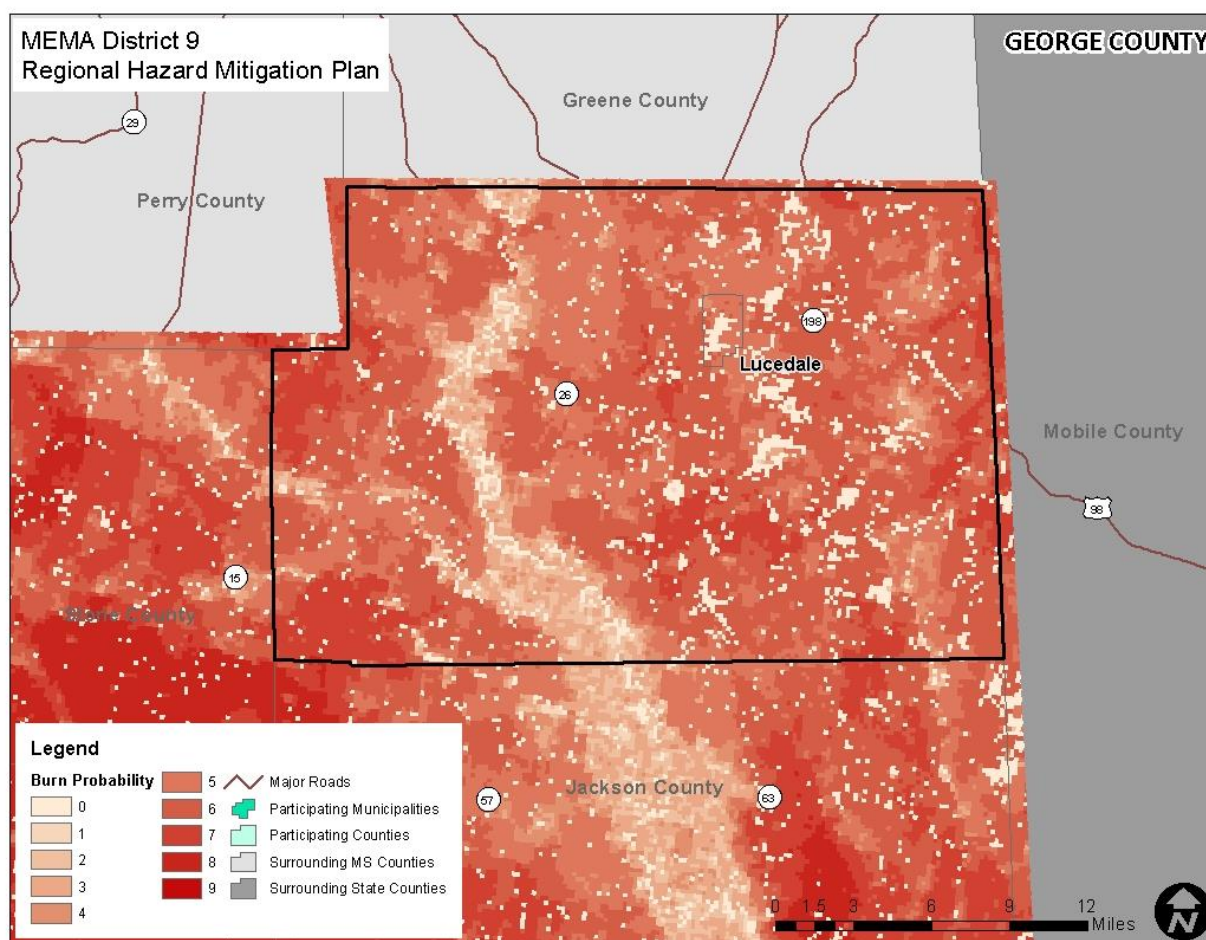 MEMA District 9
Regional Hazard Mitigation Plan
GEORGE COUNTY
Greene County
29
Perry County
198
Lucedale
26
Mobile County
98
15
Stone County
Jackson County
57
63
Legend
Burn Probability
0
1
2
3
4
5
6
7
8
9
Major Roads
Participating Municipalities
Participating Counties
Surrounding MS Counties
Surrounding State Counties
0 1.5 3 6 9 12
Miles
N